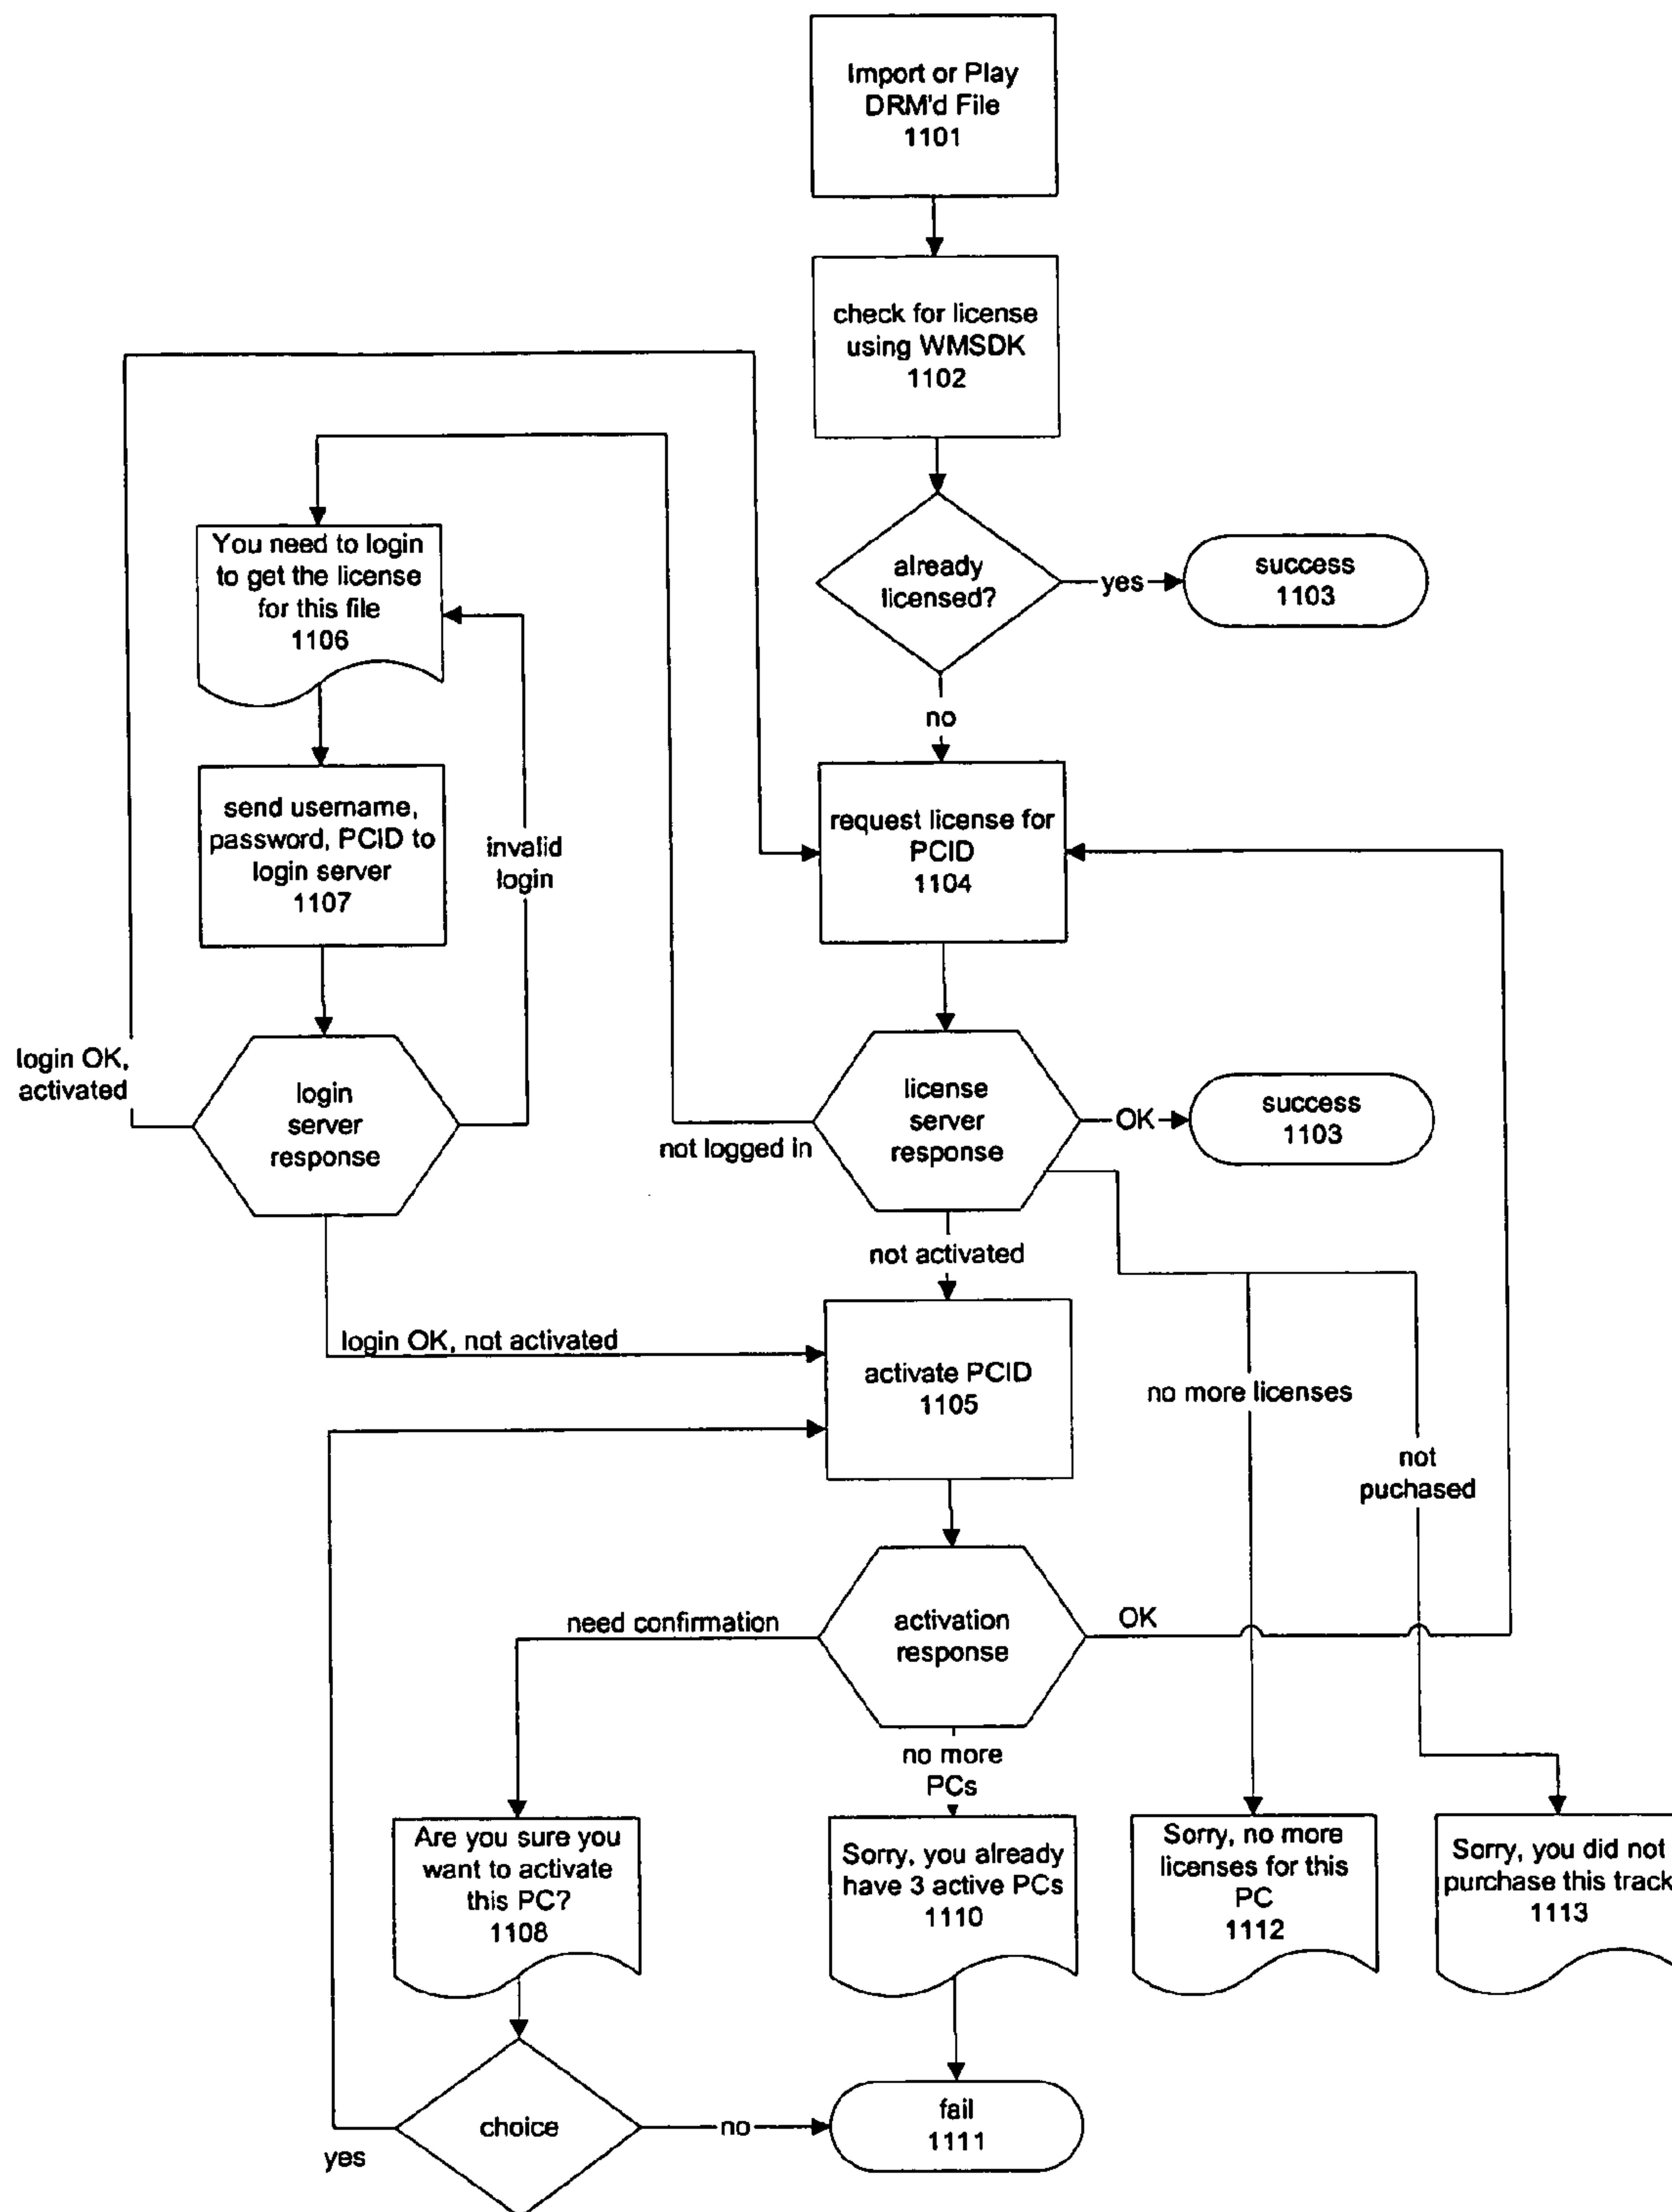 Import or Play
DRM'd File
1101
check for license
using WMSDK
1102
already
licensed?
yes
success
1103
no
You need to login
to get the license
for this file
1106
send username,
password, PCID to
login server
1107
invalid
login
request license for
PCID
1104
login OK,
activated
login
server
response
not logged in
license
server
response
OK
success
1103
not activated
login OK, not activated
activate PCID
1105
no more licenses
not
puchased
need confirmation
activation
response
OK
no more
PCs
Are you sure you
want to activate
this PC?
1108
Sorry, you already
have 3 active PCs
1110
Sorry, no more
licenses for this
PC
1112
Sorry, you did not
purchase this track
1113
choice
yes
no
fail
1111